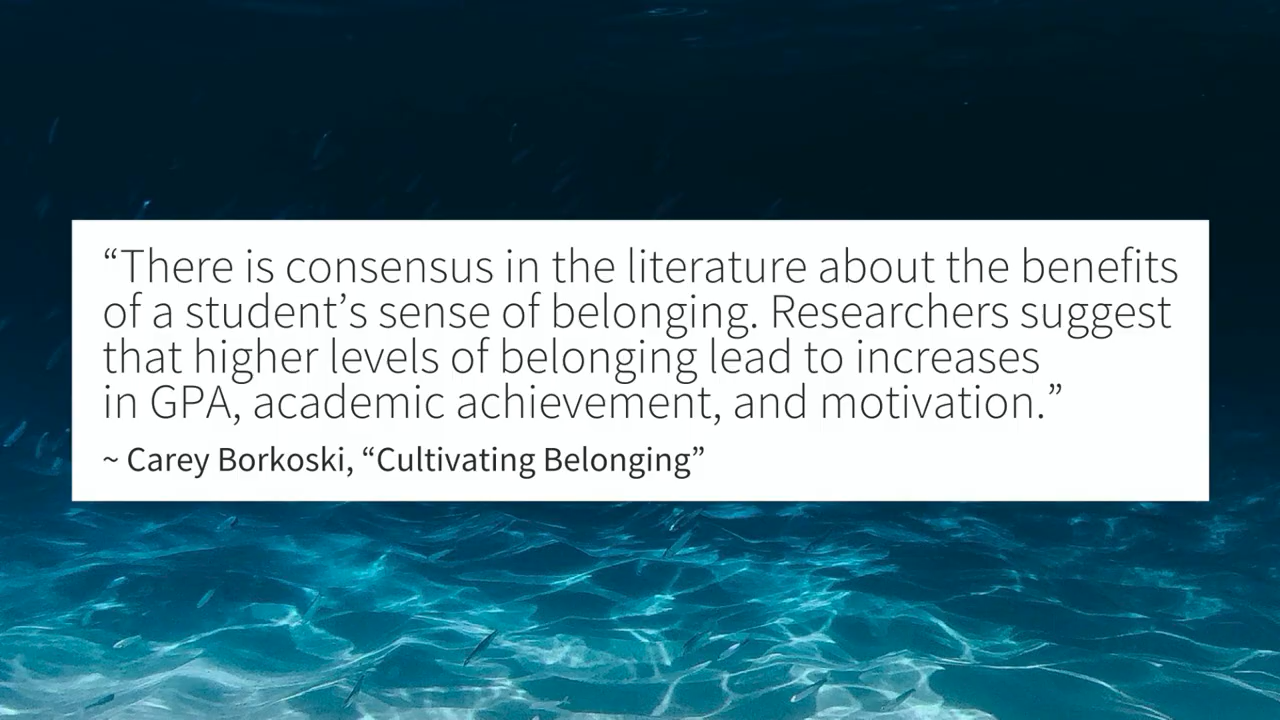 “There is consensus in the literature about the benefits
of a student’s sense of belonging. Researchers suggest
that higher levels of belonging lead to increases
in GPA, academic achievement, and motivation.”
~ Carey Borkoski, “Cultivating Belonging”